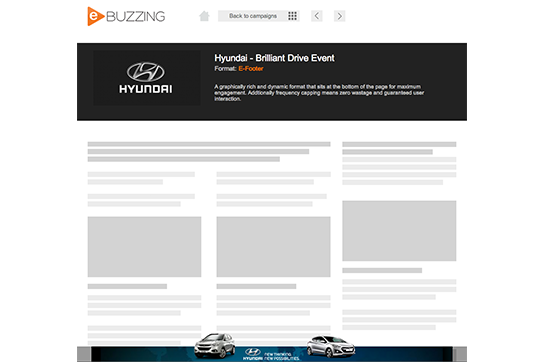 e BUZZING
Back to campaigns
HYUNDAI
Hyundai - Brilliant Drive Event
Format: E-Footer
A graphically rich and dynamic format that sits at the bottom of the page for maximum
engagement. Additionally frequency capping means zero wastage and guaranteed user
interaction.
HYUNDAI
NEW THINKING.
NEW POSSIBILITIES.